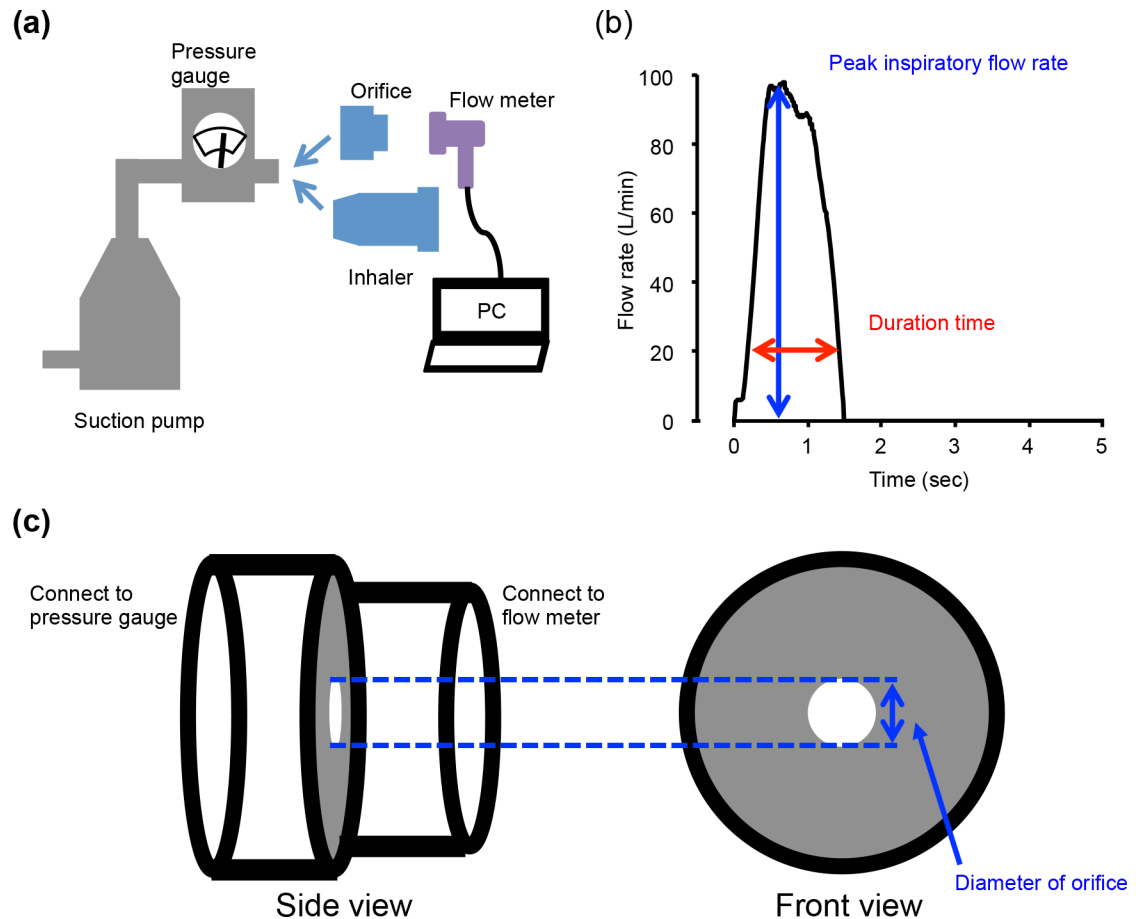 (a)
Pressure
gauge
Orifice
Flow meter
Inhaler
PC
Suction pump
(b)
Peak inspiratory flow rate
Duration time
Flow rate (L/min)
100
80
60
40
20
0
0 1 2 3 4 5
Time (sec)
(c)
Connect to
pressure gauge
Connect to
flow meter
Diameter of orifice
Side view
Front view